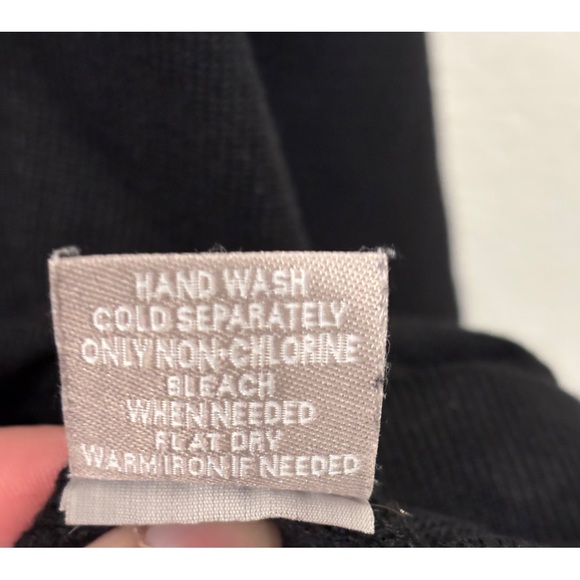 HAND WASH
COLD SEPARATELY
ONLY NON-CHLORINE
BLEACH
WHEN NEEDED
FLAT DRY
WARM IRON IF NEEDED